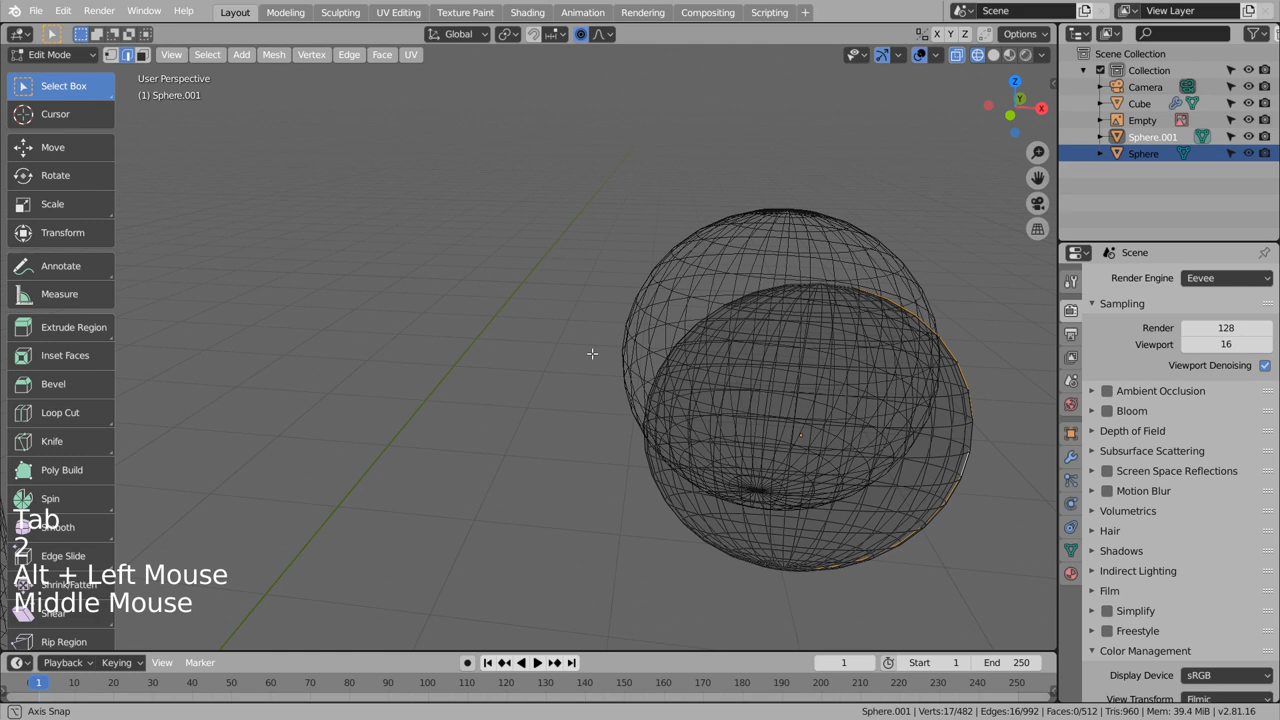 File Edit Render Window Help Layout Modeling Sculpting UV Editing Texture Paint Shading Animation Rendering Compositing Scripting + Scene View Layer
Global X Y Z Options
Edit Mode View Select Add Mesh Vertex Edge Face UV
User Perspective
(1) Sphere.001
Select Box
Cursor
Move
Rotate
Scale
Transform
Annotate
Measure
Extrude Region
Inset Faces
Bevel
Loop Cut
Knife
Poly Build
Spin
Smooth
Edge Slide
Shrink/Fatten
Shear
Rip Region
Tab
2
Alt + Left Mouse
Middle Mouse
Z
Y
X
Scene Collection
Collection
Camera
Cube
Empty
Sphere.001
Sphere
Scene
Render Engine Eevee
Sampling
Render 128
Viewport 16
Viewport Denoising
Ambient Occlusion
Bloom
Depth of Field
Subsurface Scattering
Screen Space Reflections
Motion Blur
Volumetrics
Hair
Shadows
Indirect Lighting
Film
Simplify
Freestyle
Color Management
Display Device sRGB
View Transform Filmic
Playback Keying View Marker 1 Start 1 End 250
1 10 20 30 40 50 60 70 80 90 100 110 120 130 140 150 160 170 180 190 200 210 220 230 240 250
Axis Snap Sphere.001 | Verts:17/482 | Edges:16/992 | Faces:0/512 | Tris:960 | Mem: 39.4 MiB | v2.81.16